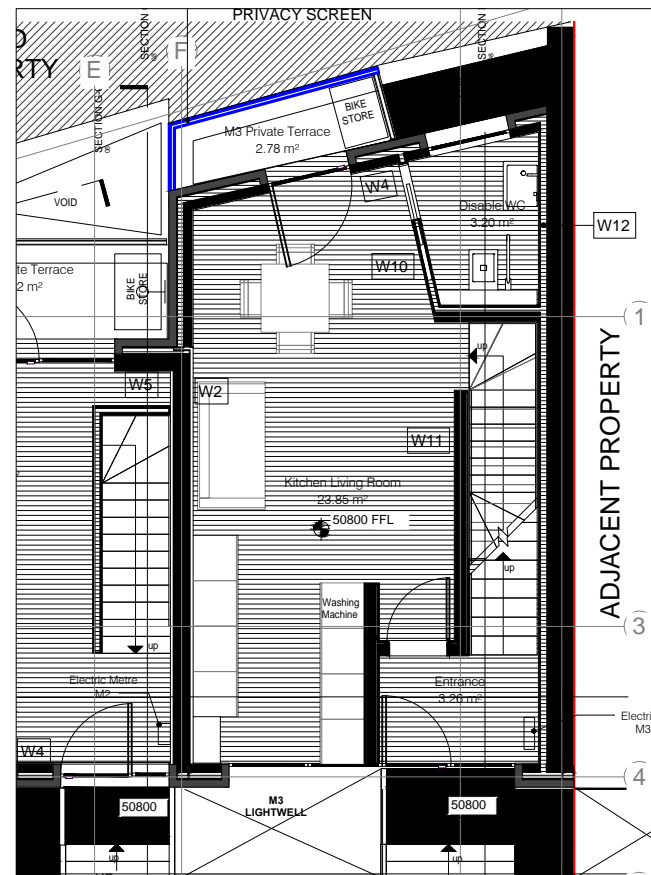 PRIVACY SCREEN
RTY
E
F
SECTION G
SECTION
BIKE
STORE
M3 Private Terrace
2.78 m²
VOID
W4
Disable WC
3.20 m²
W12
te Terrace
2 m²
BIKE
STORE
W10
1
up
W5
W2
W11
ADJACENT PROPERTY
Kitchen Living Room
23.85 m²
50800 FFL
up
Washing
Machine
3
up
Electric Metre
M2
Entrance
3.26 m²
Electri
M3
W4
4
50800
M3
LIGHTWELL
50800
up
up